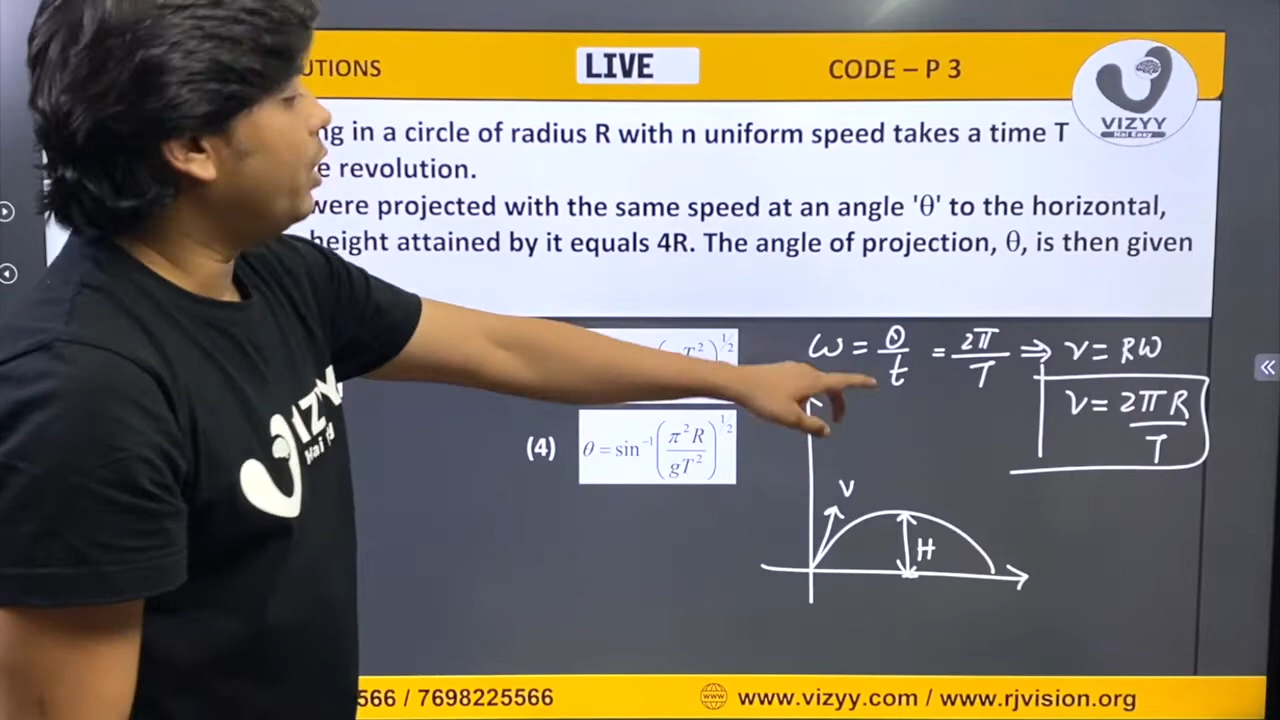 UTIONS LIVE CODE – P 3
VIZYY
Hai Easy
ng in a circle of radius R with n uniform speed takes a time T
e revolution.
were projected with the same speed at an angle 'θ' to the horizontal,
height attained by it equals 4R. The angle of projection, θ, is then given
ω = θ/t = 2π/T ⇒ v = Rω
v = 2πR/T
(4) θ = sin⁻¹(π²R/gT²)^½
V
H
VIZYY
Hai
566 / 7698225566 www www.vizyy.com / www.rjvision.org